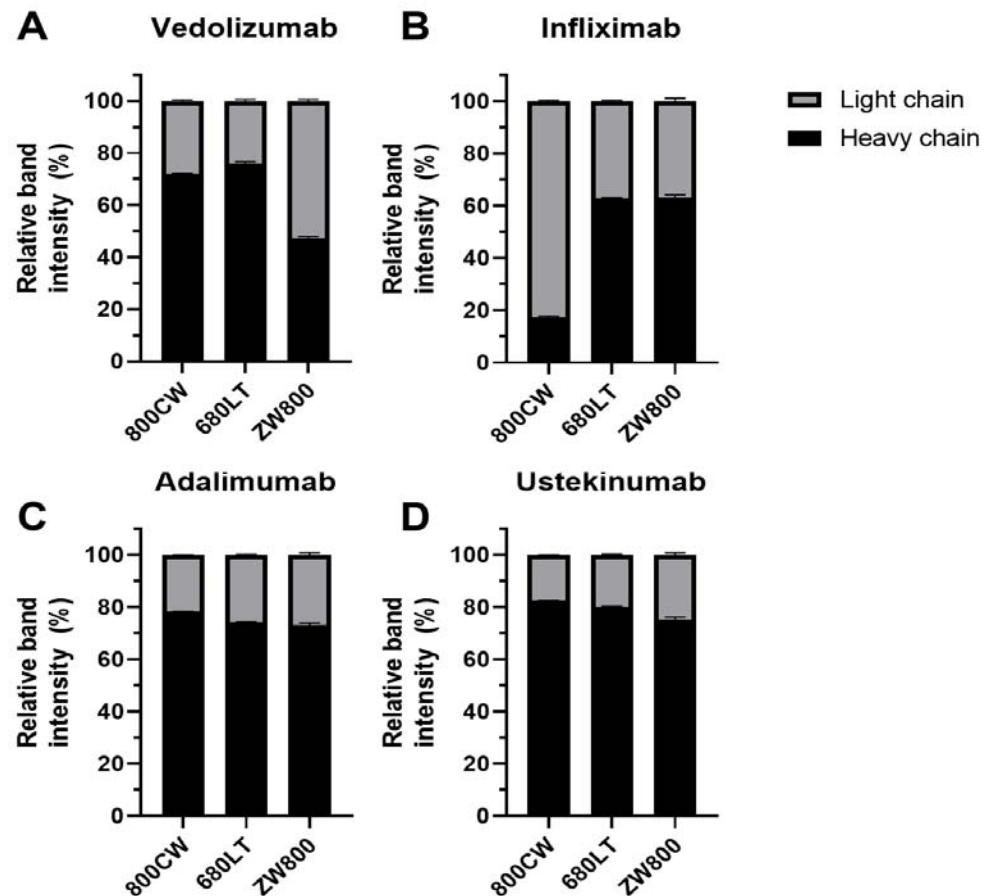 A Vedolizumab
Relative band
intensity (%)
100
80
60
40
20
0
800CW
680LT
ZW800
B Infliximab
Relative band
intensity (%)
100
80
60
40
20
0
800CW
680LT
ZW800
Light chain
Heavy chain
C Adalimumab
Relative band
intensity (%)
100
80
60
40
20
0
800CW
680LT
ZW800
D Ustekinumab
Relative band
intensity (%)
100
80
60
40
20
0
800CW
680LT
ZW800